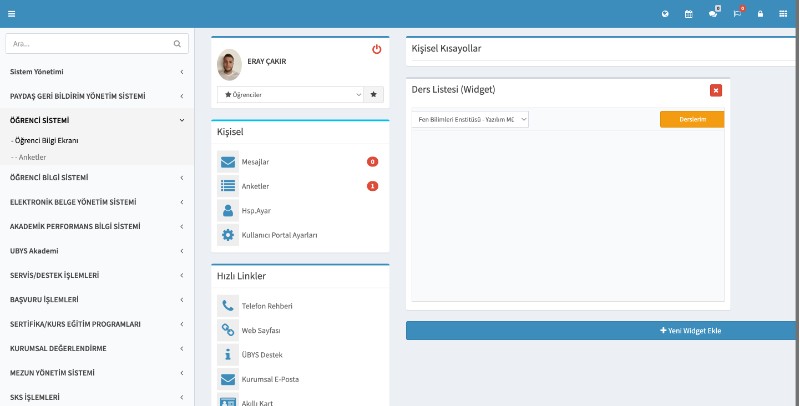 0
0
Ara...
Sistem Yönetimi
PAYDAŞ GERİ BİLDİRİM YÖNETİM SİSTEMİ
ÖĞRENCİ SİSTEMİ
- Öğrenci Bilgi Ekranı
-- Anketler
ÖĞRENCİ BİLGİ SİSTEMİ
ELEKTRONİK BELGE YÖNETİM SİSTEMİ
AKADEMİK PERFORMANS BİLGİ SİSTEMİ
UBYS Akademi
SERVİS/DESTEK İŞLEMLERİ
BAŞVURU İŞLEMLERİ
SERTİFİKA/KURS EĞİTİM PROGRAMLARI
KURUMSAL DEĞERLENDİRME
MEZUN YÖNETİM SİSTEMİ
SKS İŞLEMLERİ
ERAY ÇAKIR
★ Öğrenciler
Kişisel
Mesajlar 0
Anketler 1
Hsp.Ayar
Kullanıcı Portal Ayarları
Hızlı Linkler
Telefon Rehberi
Web Sayfası
ÜBYS Destek
Kurumsal E-Posta
Akıllı Kart
Kişisel Kısayollar
Ders Listesi (Widget)
Fen Bilimleri Enstitüsü - Yazılım Mü
Derslerim
+ Yeni Widget Ekle